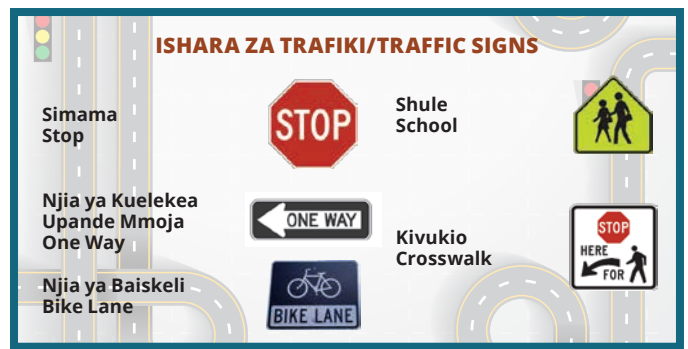 ISHARA ZA TRAFIKI/TRAFFIC SIGNS
Simama
Stop
STOP
Shule
School
Njia ya Kuelekea
Upande Mmoja
One Way
ONE WAY
Kivukio
Crosswalk
STOP
HERE
FOR
Njia ya Baiskeli
Bike Lane
BIKE LANE